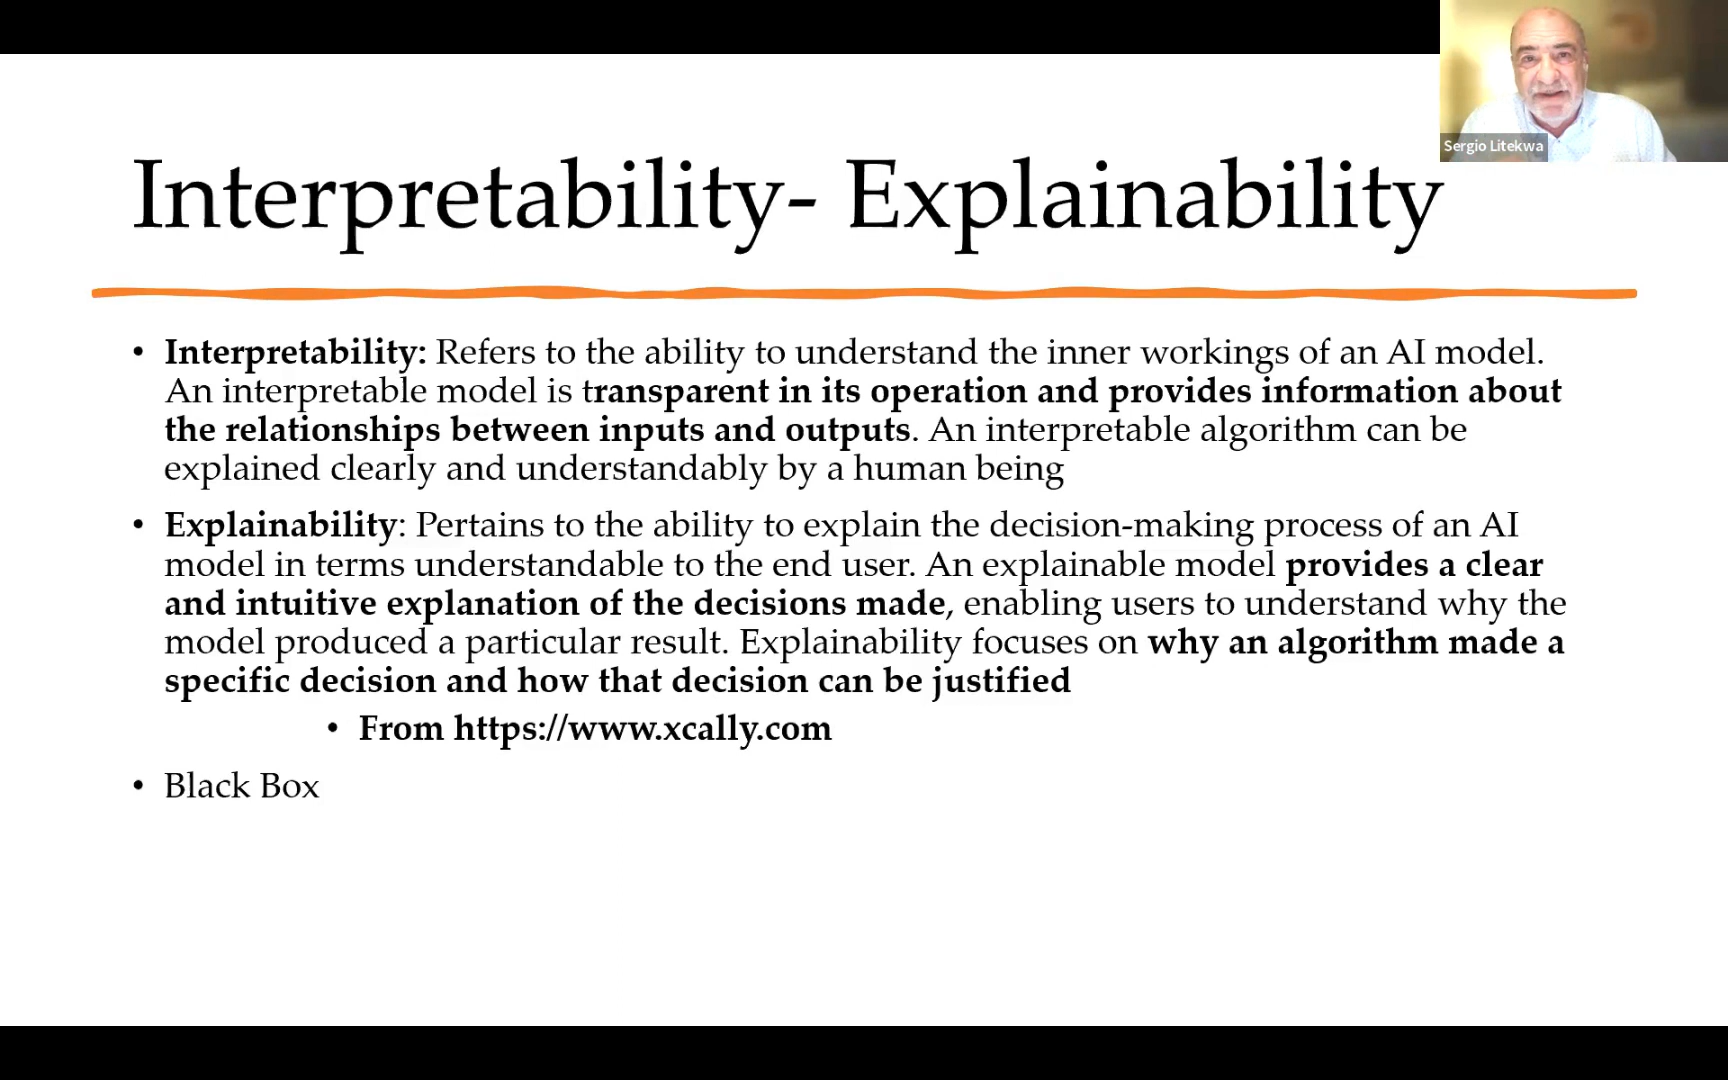 Sergio Litekwa
Interpretability- Explainability
• Interpretability: Refers to the ability to understand the inner workings of an AI model.
An interpretable model is transparent in its operation and provides information about
the relationships between inputs and outputs. An interpretable algorithm can be
explained clearly and understandably by a human being
• Explainability: Pertains to the ability to explain the decision-making process of an AI
model in terms understandable to the end user. An explainable model provides a clear
and intuitive explanation of the decisions made, enabling users to understand why the
model produced a particular result. Explainability focuses on why an algorithm made a
specific decision and how that decision can be justified
• From https://www.xcally.com
• Black Box